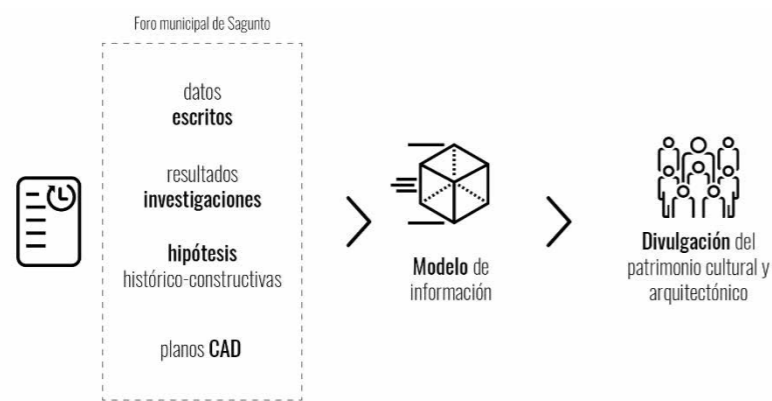 Foro municipal de Sagunto
datos
escritos
resultados
investigaciones
hipótesis
histórico-constructivas
planos CAD
Modelo de
información
Divulgación del
patrimonio cultural y
arquitectónico